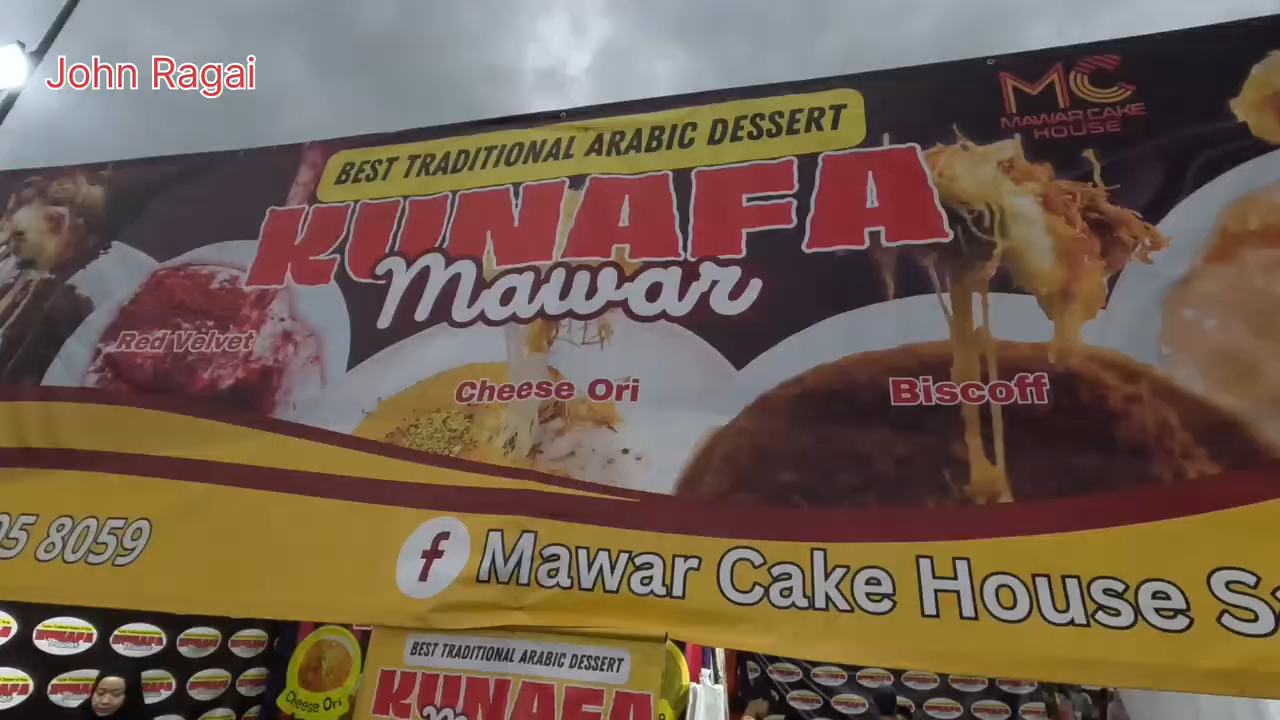 John Ragai
MC
MAWAR CAKE
HOUSE
BEST TRADITIONAL ARABIC DESSERT
KUNAFA
Mawar
Red Velvet
Cheese Ori
Biscoff
8059
f Mawar Cake House
BEST TRADITIONAL ARABIC DESSERT
KUNAFA
Cheese Ori